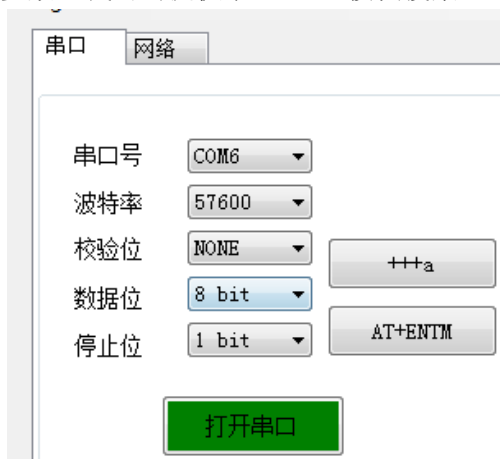 串口 网络
串口号 COM6
波特率 57600
校验位 NONE
+++a
数据位 8 bit
AT+ENTM
停止位 1 bit
打开串口